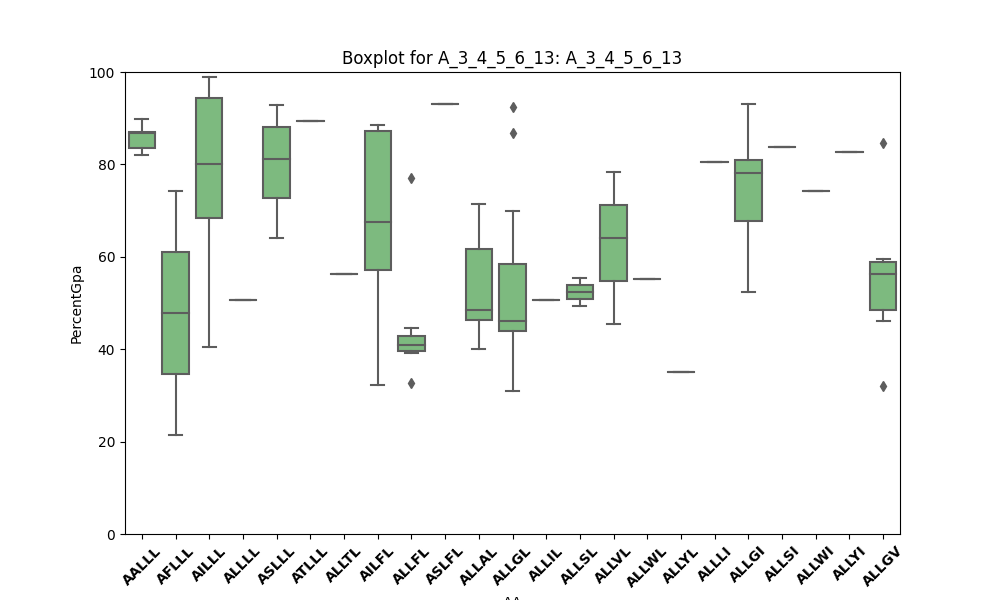 Boxplot for A_3_4_5_6_13: A_3_4_5_6_13
PercentGpa
100
80
60
40
20
0
AALLL
AFLLL
AILLL
ALLLL
ASLLL
ATLLL
ALLTL
AILFL
ALLFL
ASLFL
ALLAL
ALLGL
ALLIL
ALLSL
ALLVL
ALLWL
ALLYL
ALLLI
ALLGI
ALLSI
ALLWI
ALLYI
ALLGV